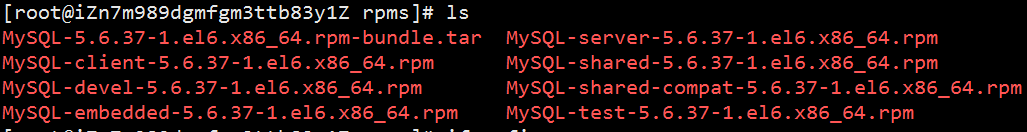 [root@iZn7m989dgmfgm3ttb83y1Z rpms]# ls
MySQL-5.6.37-1.el6.x86_64.rpm-bundle.tar  MySQL-server-5.6.37-1.el6.x86_64.rpm
MySQL-client-5.6.37-1.el6.x86_64.rpm      MySQL-shared-5.6.37-1.el6.x86_64.rpm
MySQL-devel-5.6.37-1.el6.x86_64.rpm       MySQL-shared-compat-5.6.37-1.el6.x86_64.rpm
MySQL-embedded-5.6.37-1.el6.x86_64.rpm    MySQL-test-5.6.37-1.el6.x86_64.rpm